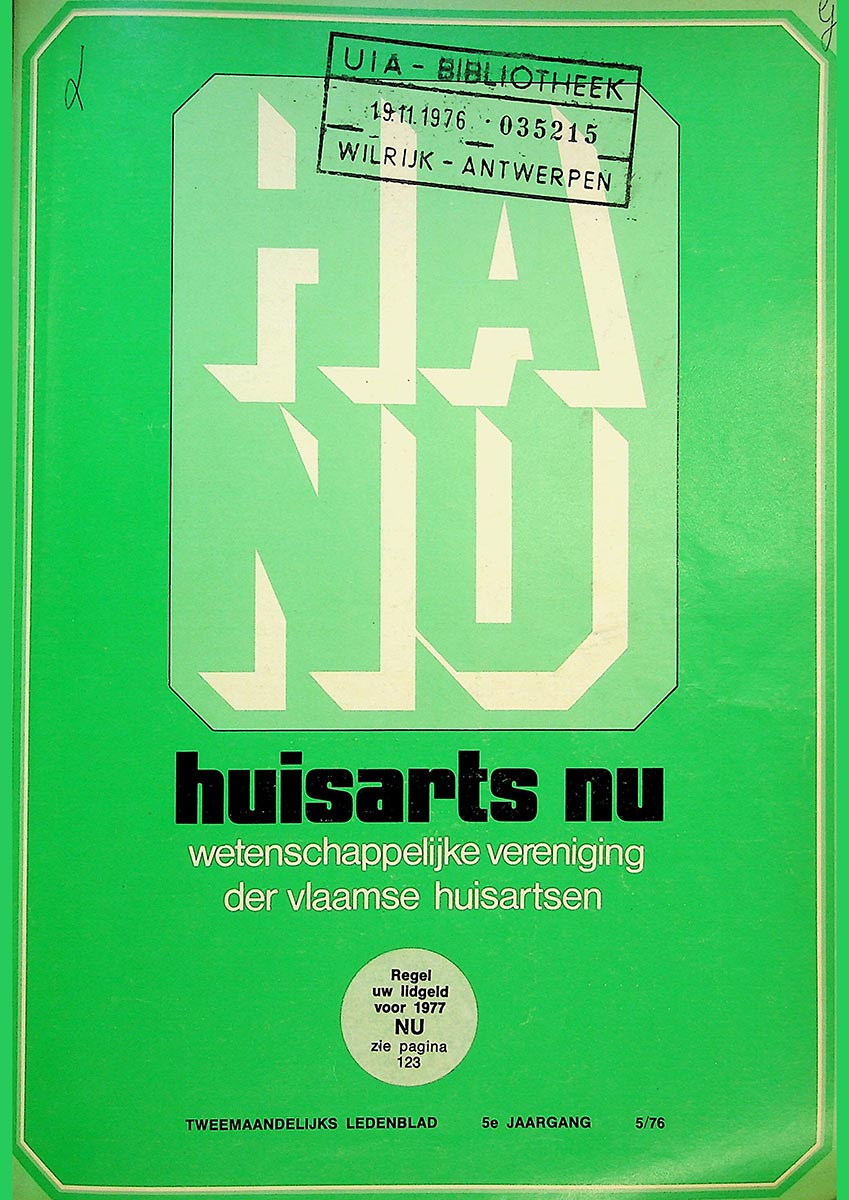 UIA - BIBLIOTHEEK
19.11.1976 035215
WILRIJK - ANTWERPEN
HA
NU
huisarts nu
wetenschappelijke vereniging
der vlaamse huisartsen
Regel
uw lidgeld
voor 1977
NU
zie pagina
123
TWEEMAANDELIJKS LEDENBLAD 5e JAARGANG 5/76